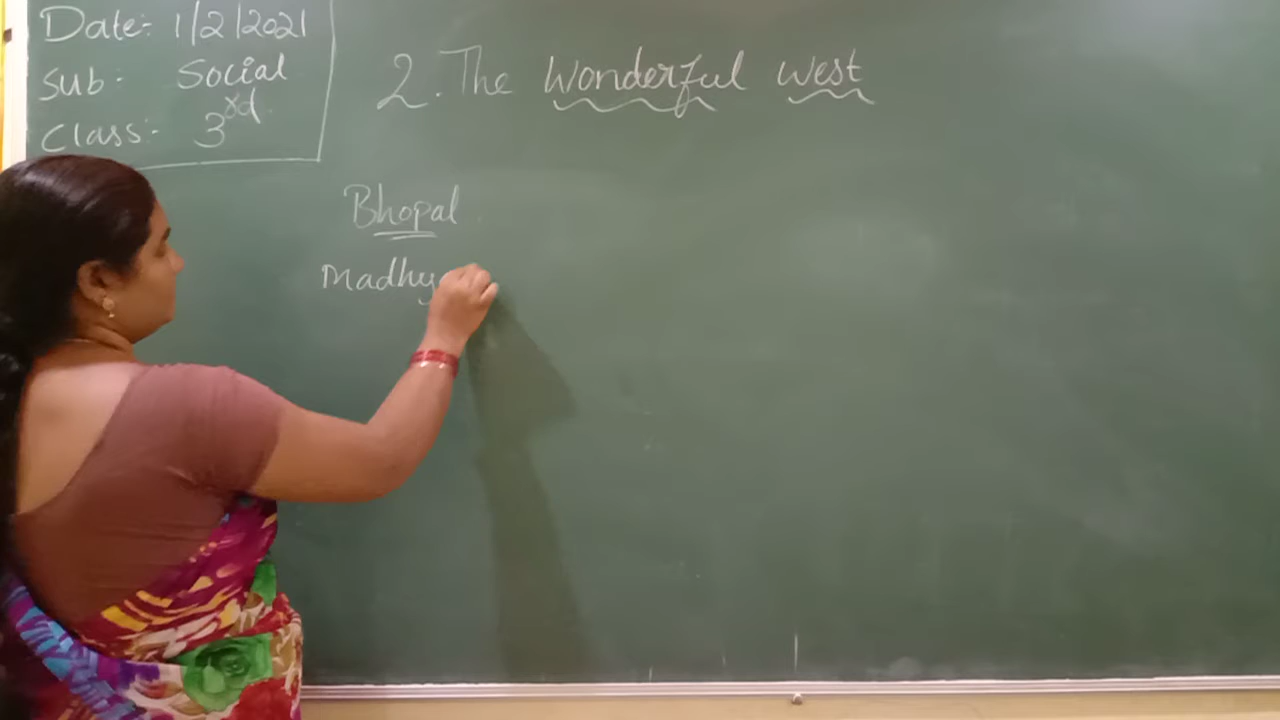 Date:- 1/2/2021
Sub:- Social
Class:- 3rd
2. The Wonderful West
Bhopal
Madhy